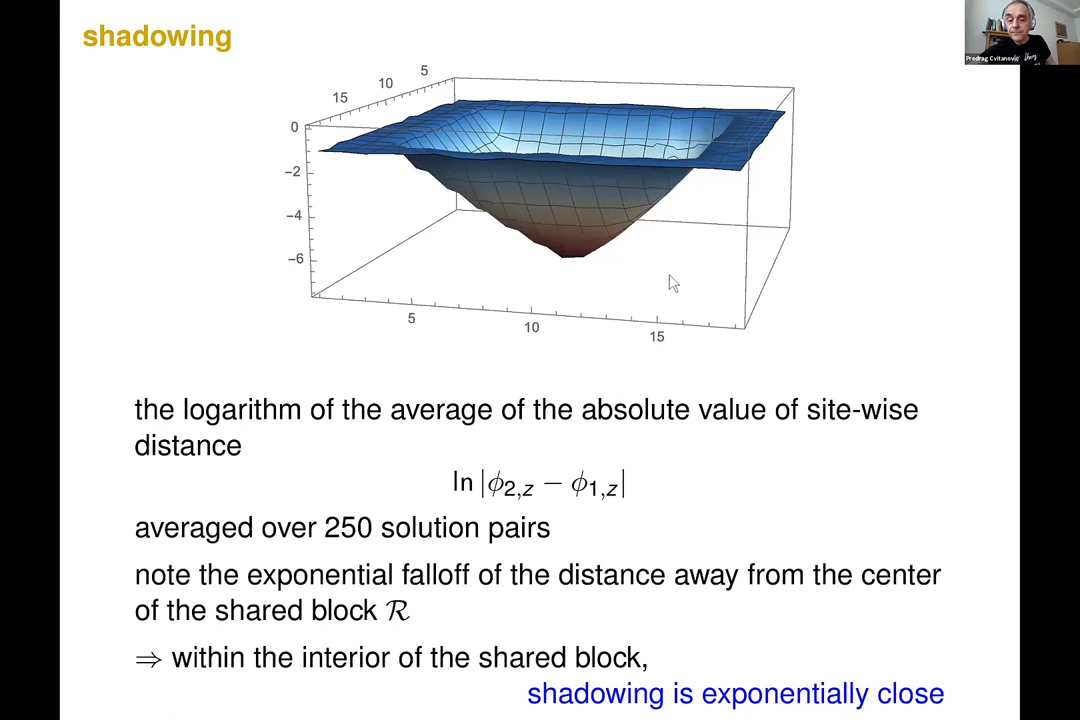 shadowing
Predrag Cvitanović
15
10
5
0
−2
−4
−6
5
10
15
the logarithm of the average of the absolute value of site-wise
distance
ln |ϕ2,z − ϕ1,z|
averaged over 250 solution pairs
note the exponential falloff of the distance away from the center
of the shared block ℛ
⇒ within the interior of the shared block,
shadowing is exponentially close